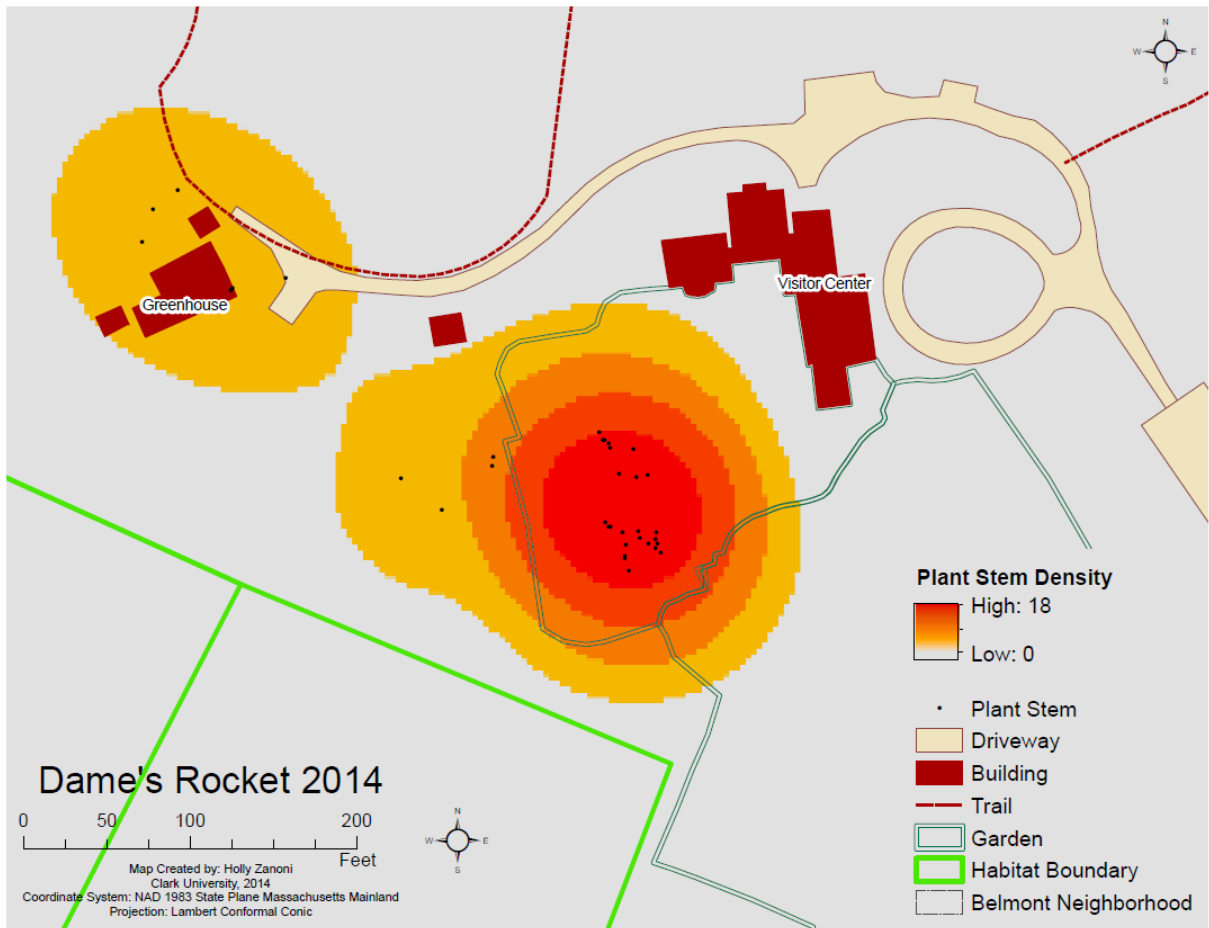 N
W E
S
Greenhouse
Visitor Center
Plant Stem Density
High: 18
Low: 0
Plant Stem
Driveway
Building
Trail
Garden
Habitat Boundary
Belmont Neighborhood
Dame's Rocket 2014
0 50 100 200
Feet
N
W E
S
Map Created by: Holly Zanoni
Clark University, 2014
Coordinate System: NAD 1983 State Plane Massachusetts Mainland
Projection: Lambert Conformal Conic